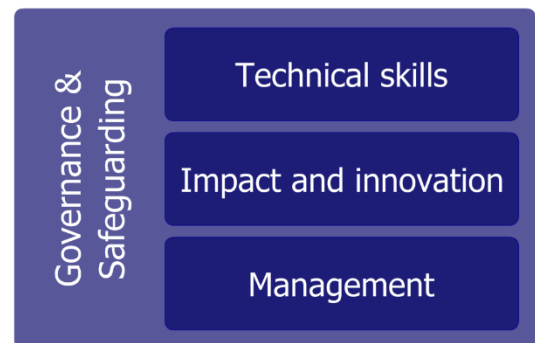 Governance &
Safeguarding
Technical skills
Impact and innovation
Management